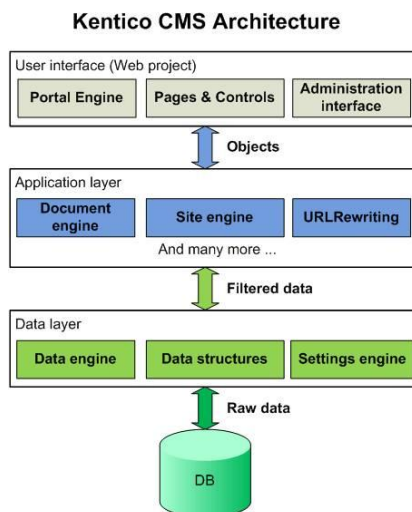 Kentico CMS Architecture
User interface (Web project)
Portal Engine
Pages & Controls
Administration
interface
Objects
Application layer
Document
engine
Site engine
URLRewriting
And many more ...
Filtered data
Data layer
Data engine
Data structures
Settings engine
Raw data
DB